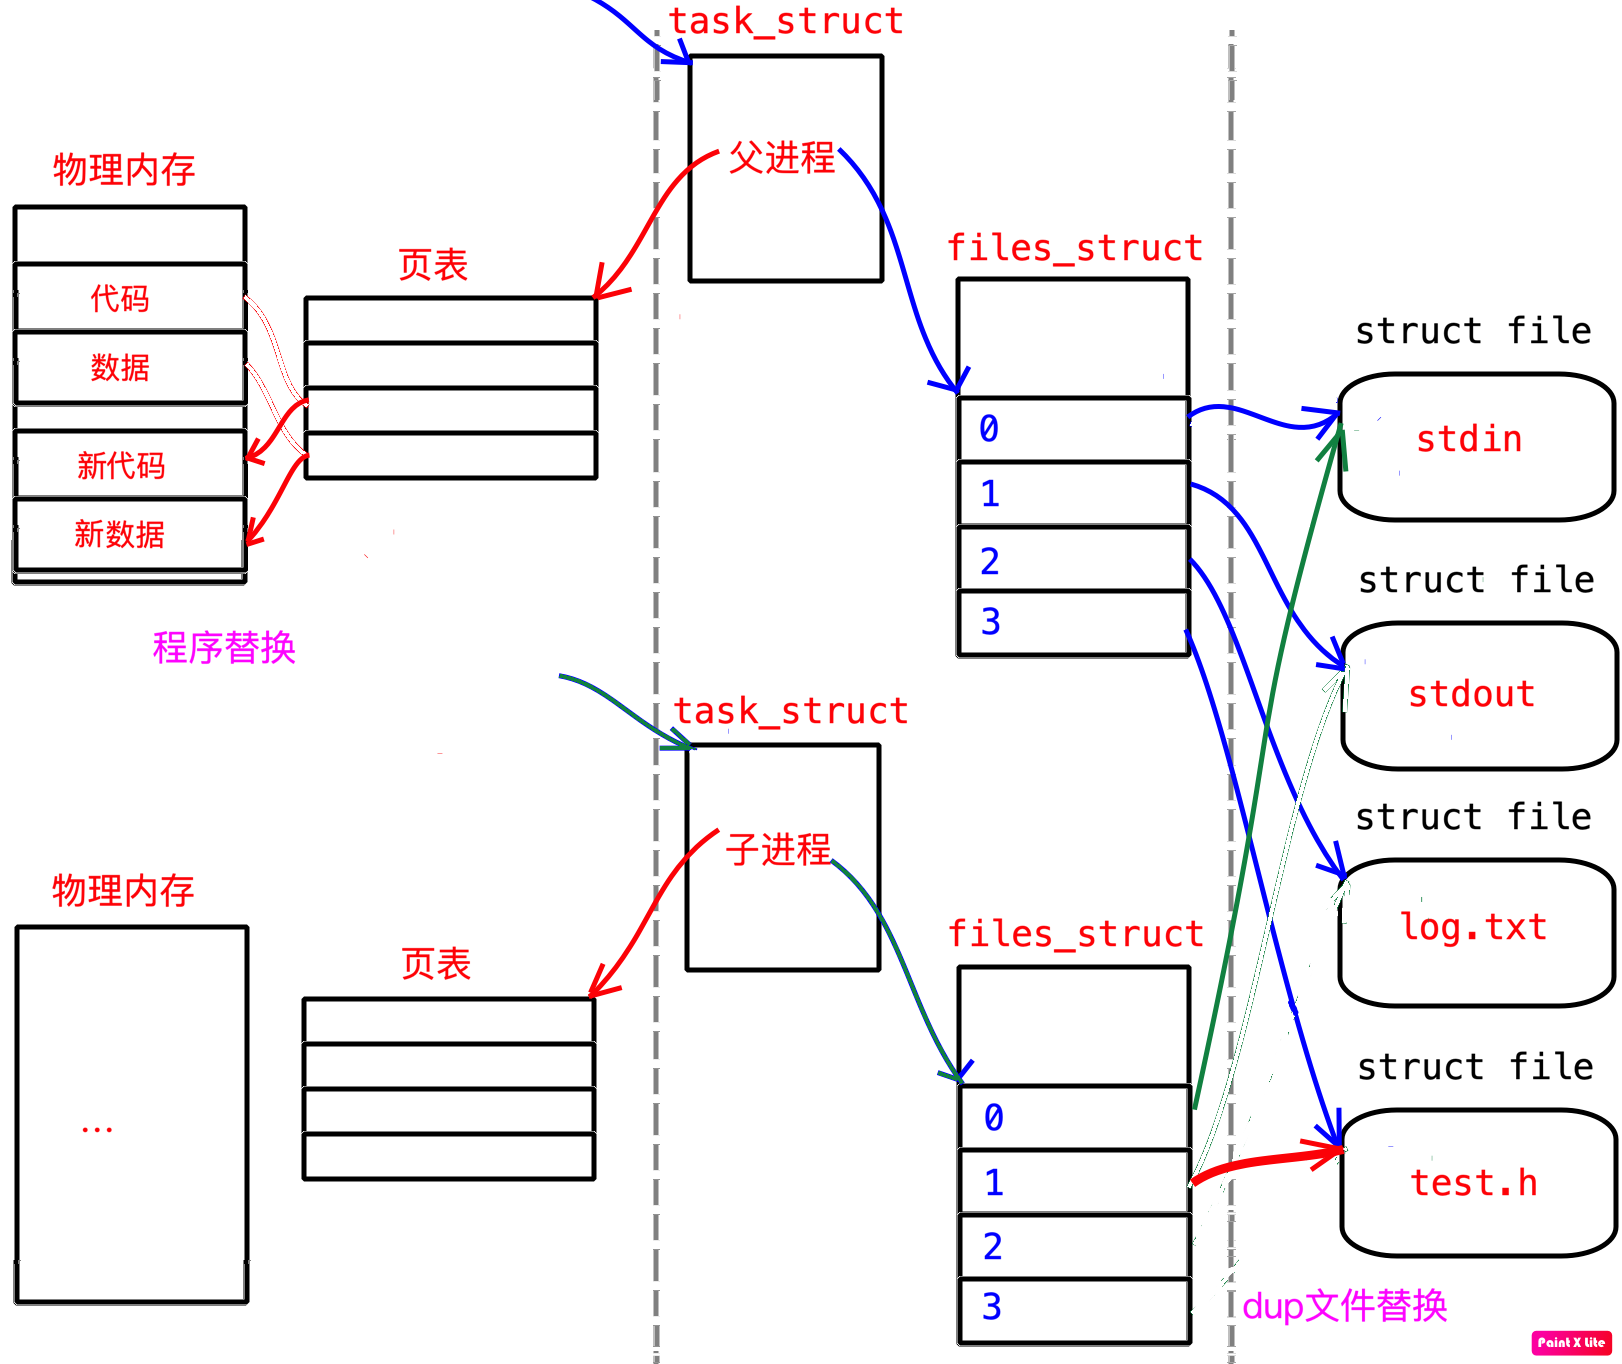 task_struct
父进程
物理内存
代码
数据
新代码
新数据
页表
程序替换
files_struct
0
1
2
3
struct file
stdin
struct file
stdout
struct file
log.txt
struct file
test.h
task_struct
子进程
物理内存
...
页表
files_struct
0
1
2
3
dup文件替换
Paint X Lite